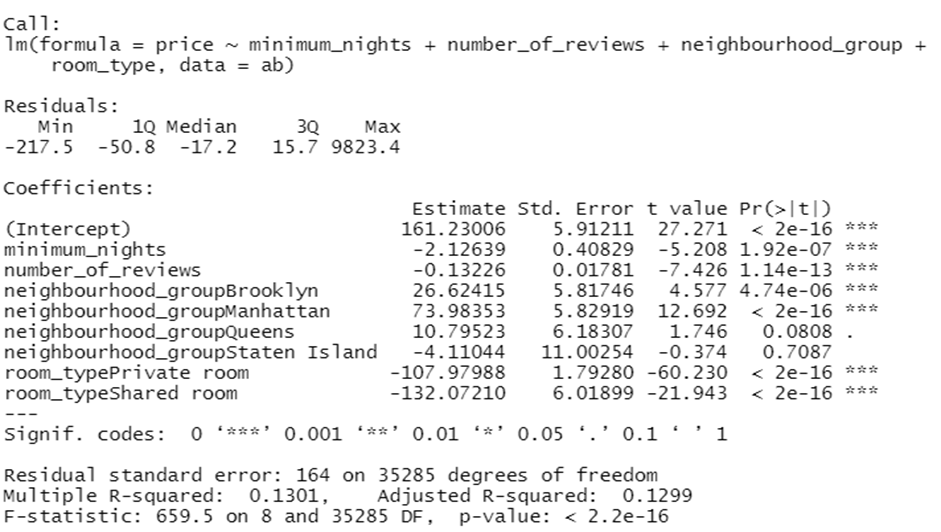 Call:
lm(formula = price ~ minimum_nights + number_of_reviews + neighbourhood_group +
    room_type, data = ab)
Residuals:
   Min     1Q Median     3Q    Max
-217.5  -50.8  -17.2   15.7 9823.4
Coefficients:
                                  Estimate Std. Error t value Pr(>|t|)
(Intercept)                      161.23006    5.91211  27.271  < 2e-16 ***
minimum_nights                    -2.12639    0.40829  -5.208 1.92e-07 ***
number_of_reviews                 -0.13226    0.01781  -7.426 1.14e-13 ***
neighbourhood_groupBrooklyn       26.62415    5.81746   4.577 4.74e-06 ***
neighbourhood_groupManhattan      73.98353    5.82919  12.692  < 2e-16 ***
neighbourhood_groupQueens         10.79523    6.18307   1.746   0.0808 .
neighbourhood_groupStaten Island  -4.11044   11.00254  -0.374   0.7087
room_typePrivate room           -107.97988    1.79280 -60.230  < 2e-16 ***
room_typeShared room            -132.07210    6.01899 -21.943  < 2e-16 ***
---
Signif. codes:  0 ‘***’ 0.001 ‘**’ 0.01 ‘*’ 0.05 ‘.’ 0.1 ‘ ’ 1
Residual standard error: 164 on 35285 degrees of freedom
Multiple R-squared:  0.1301,    Adjusted R-squared:  0.1299
F-statistic: 659.5 on 8 and 35285 DF,  p-value: < 2.2e-16